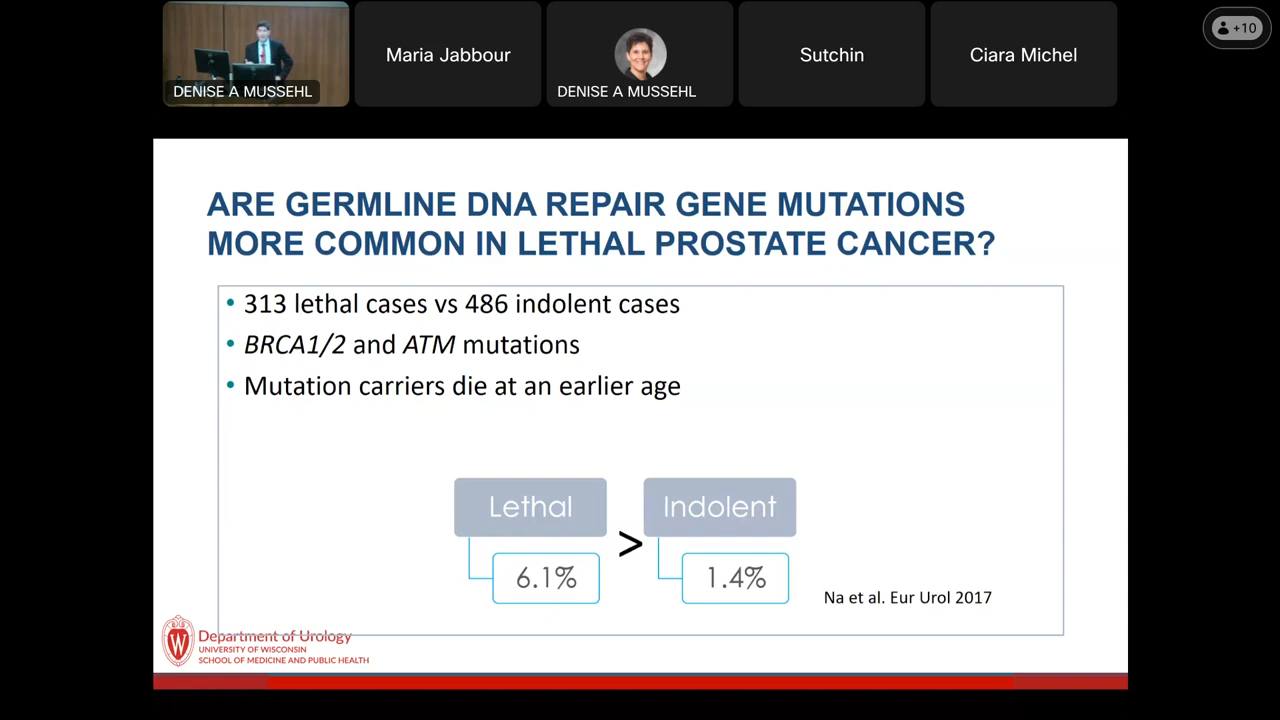 +10
Maria Jabbour
Sutchin
Ciara Michel
DENISE A MUSSEHL
DENISE A MUSSEHL
ARE GERMLINE DNA REPAIR GENE MUTATIONS
MORE COMMON IN LETHAL PROSTATE CANCER?
• 313 lethal cases vs 486 indolent cases
• BRCA1/2 and ATM mutations
• Mutation carriers die at an earlier age
Lethal
>
Indolent
6.1%
1.4%
Na et al. Eur Urol 2017
W
Department of Urology
UNIVERSITY OF WISCONSIN
SCHOOL OF MEDICINE AND PUBLIC HEALTH